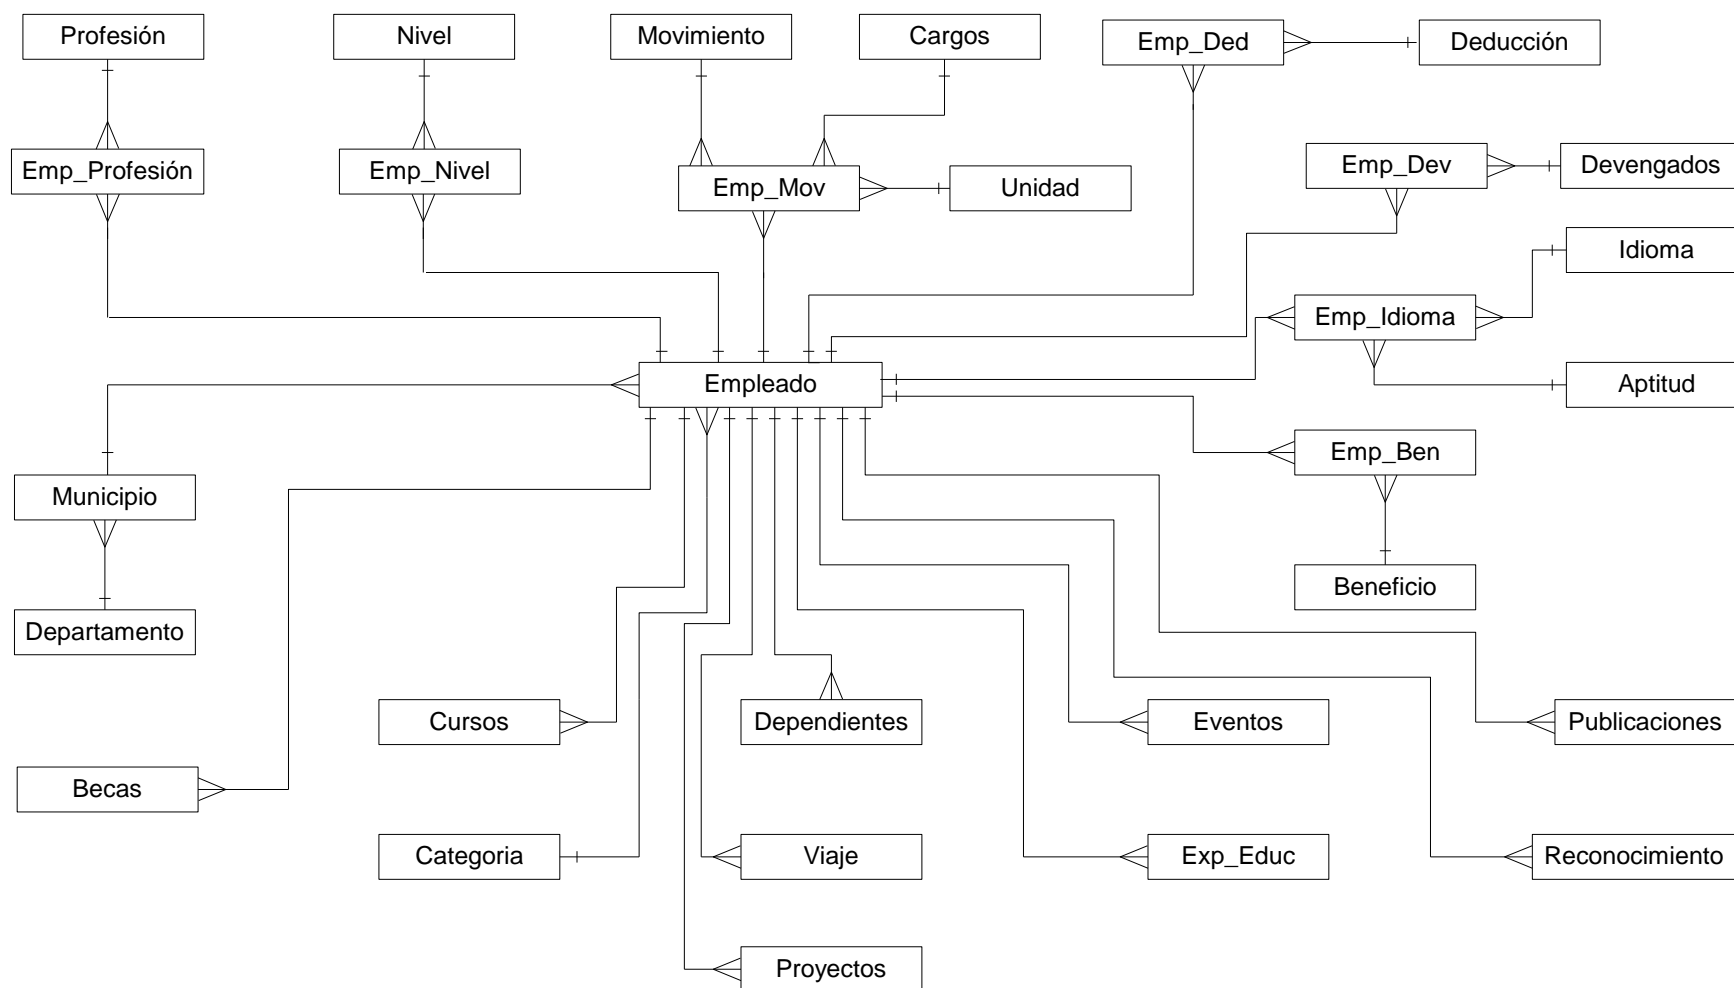 Profesión
Nivel
Movimiento
Cargos
Emp_Ded
Deducción
Emp_Profesión
Emp_Nivel
Emp_Mov
Unidad
Emp_Dev
Devengados
Idioma
Emp_Idioma
Empleado
Aptitud
Emp_Ben
Municipio
Beneficio
Departamento
Cursos
Dependientes
Eventos
Publicaciones
Becas
Categoria
Viaje
Exp_Educ
Reconocimiento
Proyectos